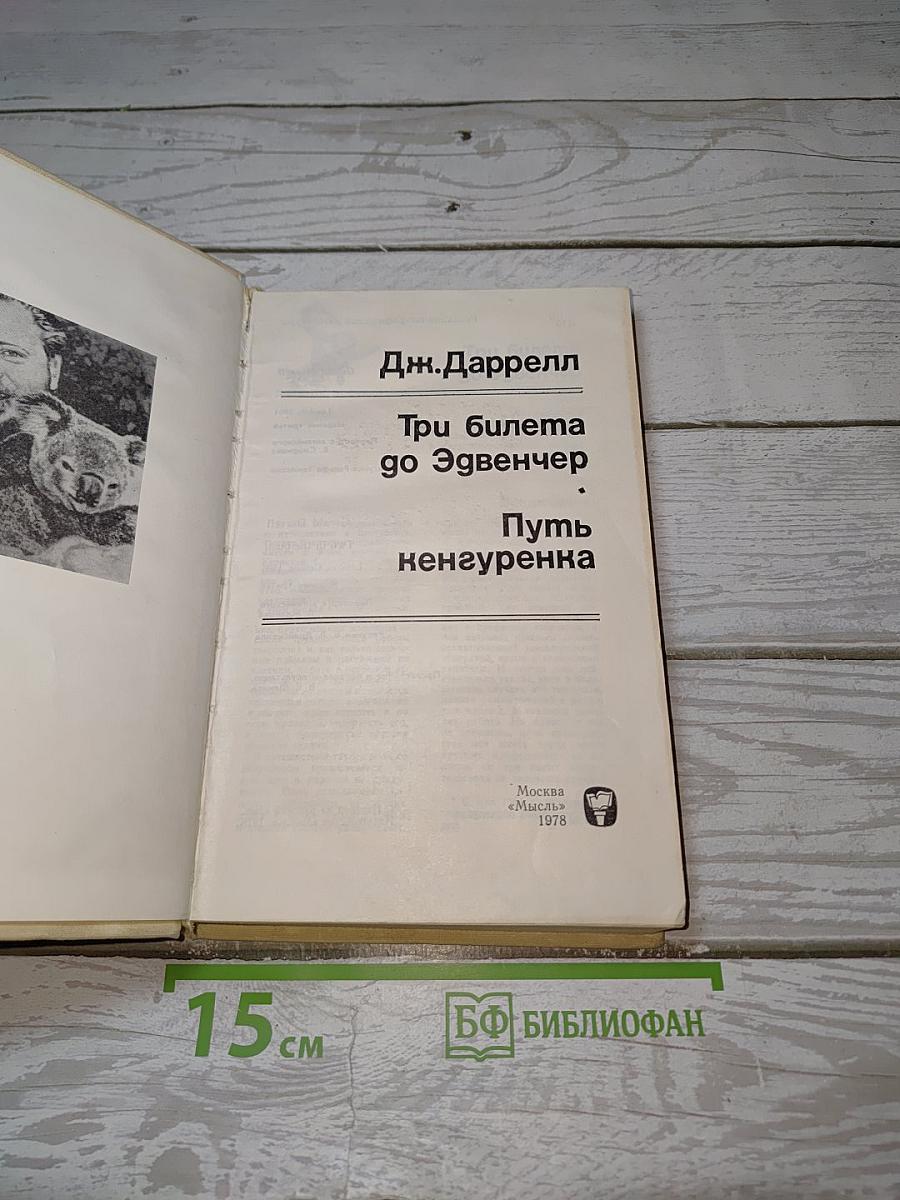 Дж.Даррелл
Три билета
до Эдвенчер
·
Путь
кенгуренка
Москва
«Мысль»
1978
15 см
БФ БИБЛИОФАН